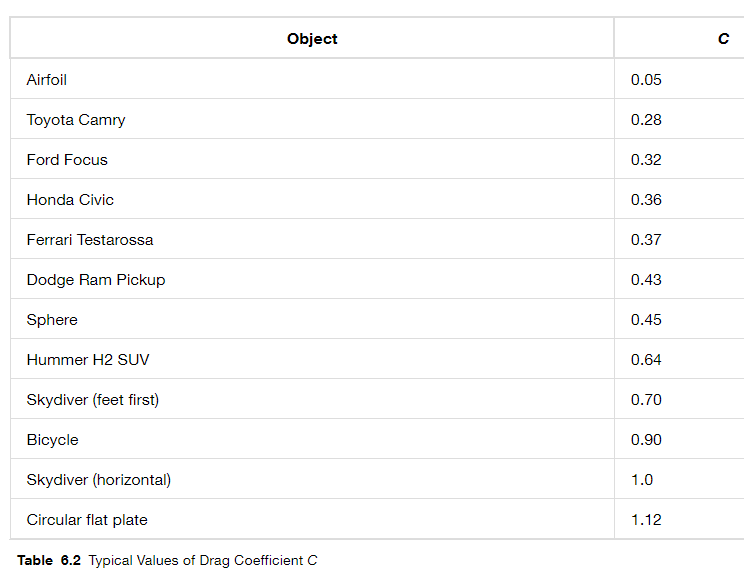 Object C
Airfoil 0.05
Toyota Camry 0.28
Ford Focus 0.32
Honda Civic 0.36
Ferrari Testarossa 0.37
Dodge Ram Pickup 0.43
Sphere 0.45
Hummer H2 SUV 0.64
Skydiver (feet first) 0.70
Bicycle 0.90
Skydiver (horizontal) 1.0
Circular flat plate 1.12
Table 6.2 Typical Values of Drag Coefficient C